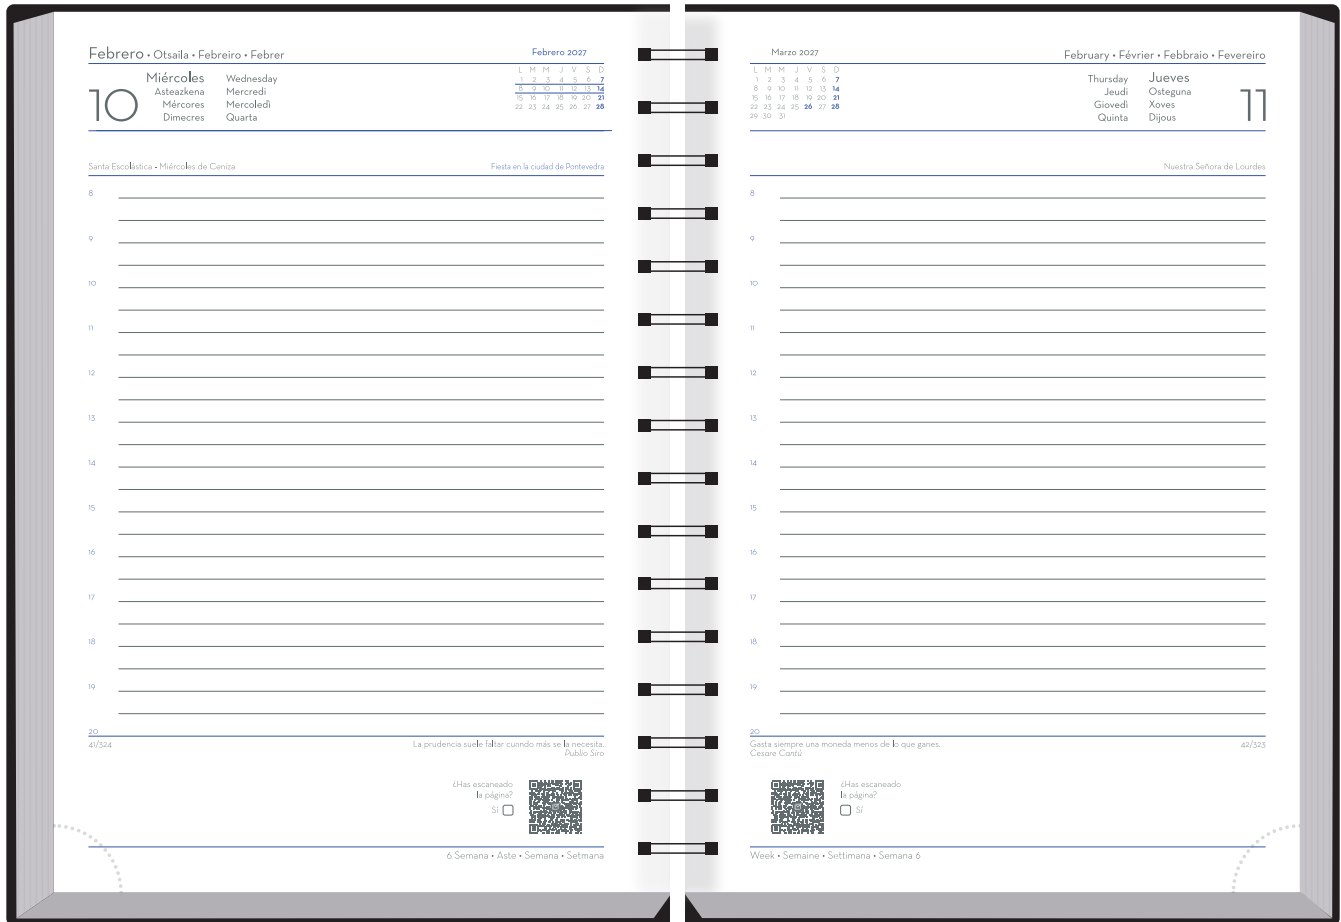 Febrero • Otsaila • Febreiro • Febrer
10
Miércoles Wednesday
Asteazkena Mercredi
Mércores Mercoledì
Dimecres Quarta
Febrero 2027
L M M J V S D
1 2 3 4 5 6 7
8 9 10 11 12 13 14
15 16 17 18 19 20 21
22 23 24 25 26 27 28
Santa Escolástica - Miércoles de Ceniza
Fiesta en la ciudad de Pontevedra
8
9
10
11
12
13
14
15
16
17
18
19
20
41/324
La prudencia suele faltar cuando más se la necesita.
Publio Siro
¿Has escaneado
la página?
Sí
6 Semana • Aste • Semana • Setmana
Marzo 2027
L M M J V S D
1 2 3 4 5 6 7
8 9 10 11 12 13 14
15 16 17 18 19 20 21
22 23 24 25 26 27 28
29 30 31
February • Février • Febbraio • Fevereiro
Thursday Jueves
Jeudi Osteguna
Giovedì Xoves
Quinta Dijous
11
Nuestra Señora de Lourdes
8
9
10
11
12
13
14
15
16
17
18
19
20
Gasta siempre una moneda menos de lo que ganes.
Cesare Cantú
42/323
¿Has escaneado
la página?
Sí
Week • Semaine • Settimana • Semana 6